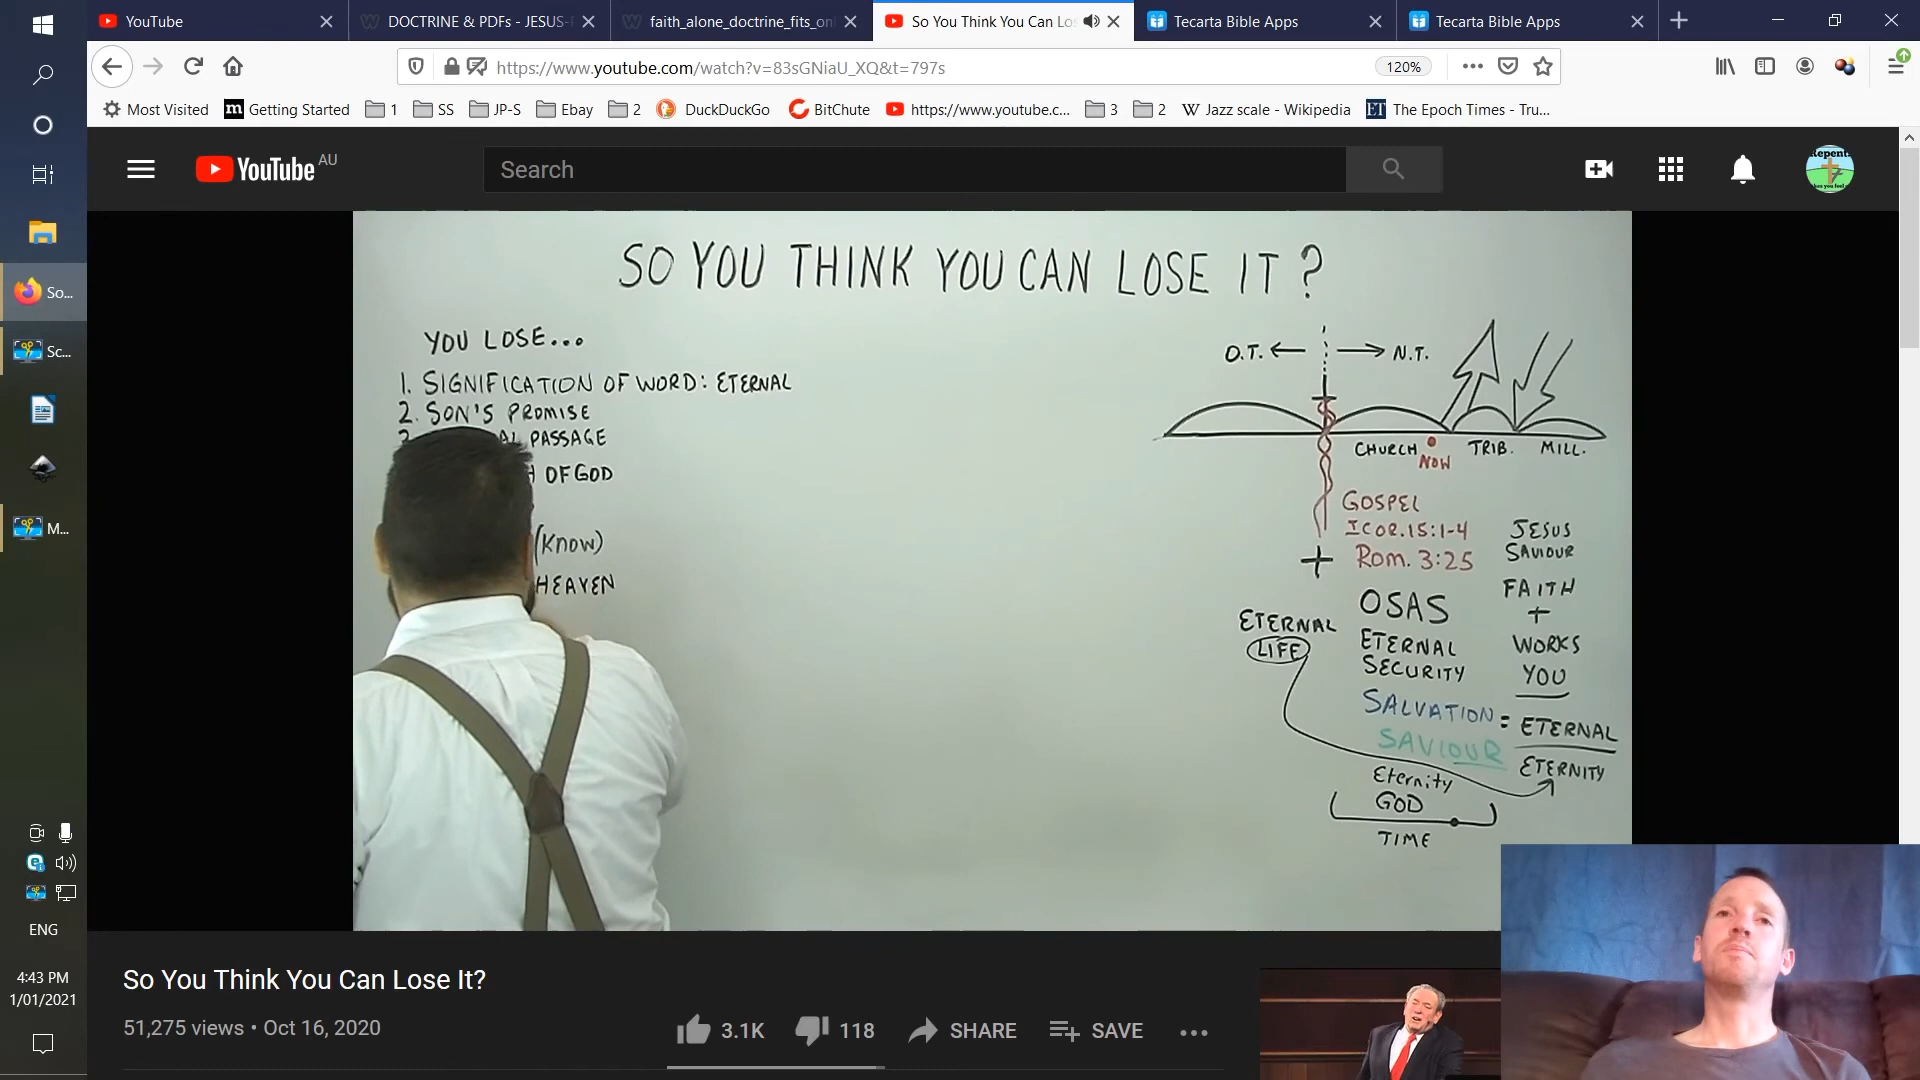 YouTube
DOCTRINE & PDFs - JESUS-
faith_alone_doctrine_fits_on
So You Think You Can Los
Tecarta Bible Apps
Tecarta Bible Apps
https://www.youtube.com/watch?v=83sGNiaU_XQ&t=797s
120%
Most Visited
m Getting Started
1
SS
JP-S
Ebay
2
DuckDuckGo
BitChute
https://www.youtube.c...
3
2
W Jazz scale - Wikipedia
ET The Epoch Times - Tru...
YouTube AU
Search
Repent
SO YOU THINK YOU CAN LOSE IT?
YOU LOSE...
1. SIGNIFICATION OF WORD: ETERNAL
2. SON'S PROMISE
PASSAGE
OF GOD
(KNOW)
HEAVEN
O.T. ← → N.T.
CHURCH
NOW
TRIB.
MILL.
GOSPEL
I COR. 15:1-4
Rom. 3:25
JESUS
SAVIOUR
FAITH
+
WORKS
YOU
OSAS
ETERNAL
SECURITY
ETERNAL
LIFE
SALVATION = ETERNAL
SAVIOUR
ETERNITY
Eternity
GOD
TIME
So You Think You Can Lose It?
51,275 views • Oct 16, 2020
3.1K
118
SHARE
SAVE
So...
Sc...
M...
ENG
4:43 PM
1/01/2021